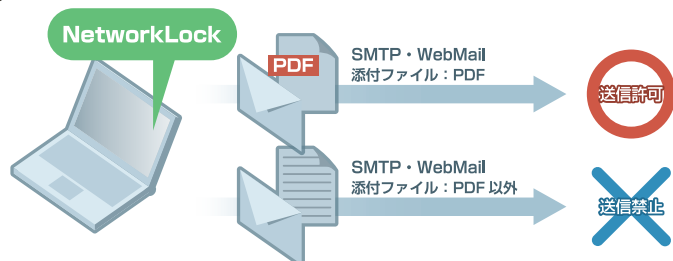 NetworkLock
PDF
SMTP・WebMail
添付ファイル：PDF
送信許可
SMTP・WebMail
添付ファイル：PDF 以外
送信禁止